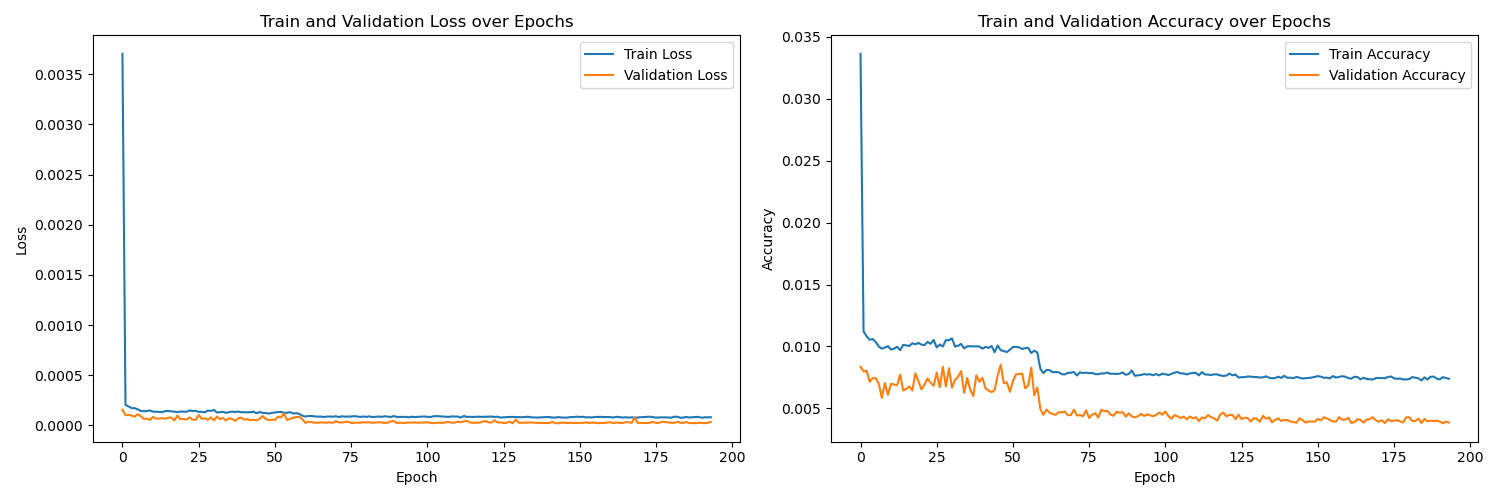 Train and Validation Loss over Epochs
Train Loss
Validation Loss
0.0035
0.0030
0.0025
0.0020
0.0015
0.0010
0.0005
0.0000
Loss
0 25 50 75 100 125 150 175 200
Epoch
Train and Validation Accuracy over Epochs
Train Accuracy
Validation Accuracy
0.035
0.030
0.025
0.020
0.015
0.010
0.005
Accuracy
0 25 50 75 100 125 150 175 200
Epoch